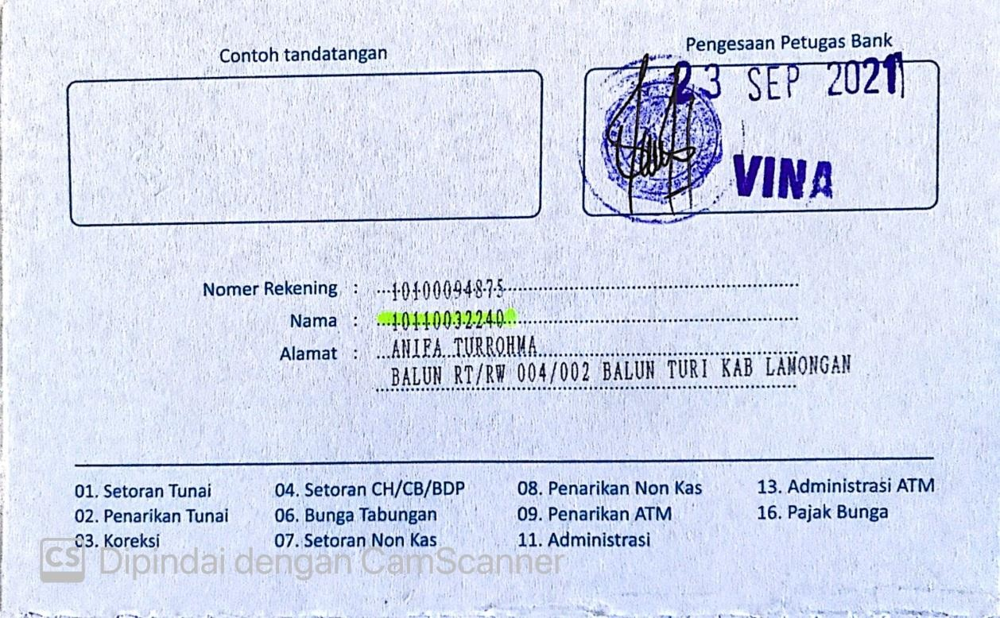 Contoh tandatangan
Pengesaan Petugas Bank
23 SEP 2021
VINA
Nomer Rekening : 10100094875
Nama : 10110032240
Alamat : ANIFA TURROHMA
BALUN RT/RW 004/002 BALUN TURI KAB LAMONGAN
01. Setoran Tunai 04. Setoran CH/CB/BDP 08. Penarikan Non Kas 13. Administrasi ATM
02. Penarikan Tunai 06. Bunga Tabungan 09. Penarikan ATM 16. Pajak Bunga
03. Koreksi 07. Setoran Non Kas 11. Administrasi
CS Dipindai dengan CamScanner